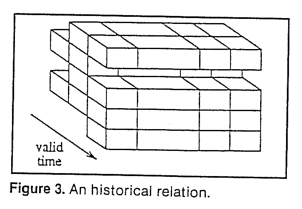 valid
time
Figure 3. An historical relation.